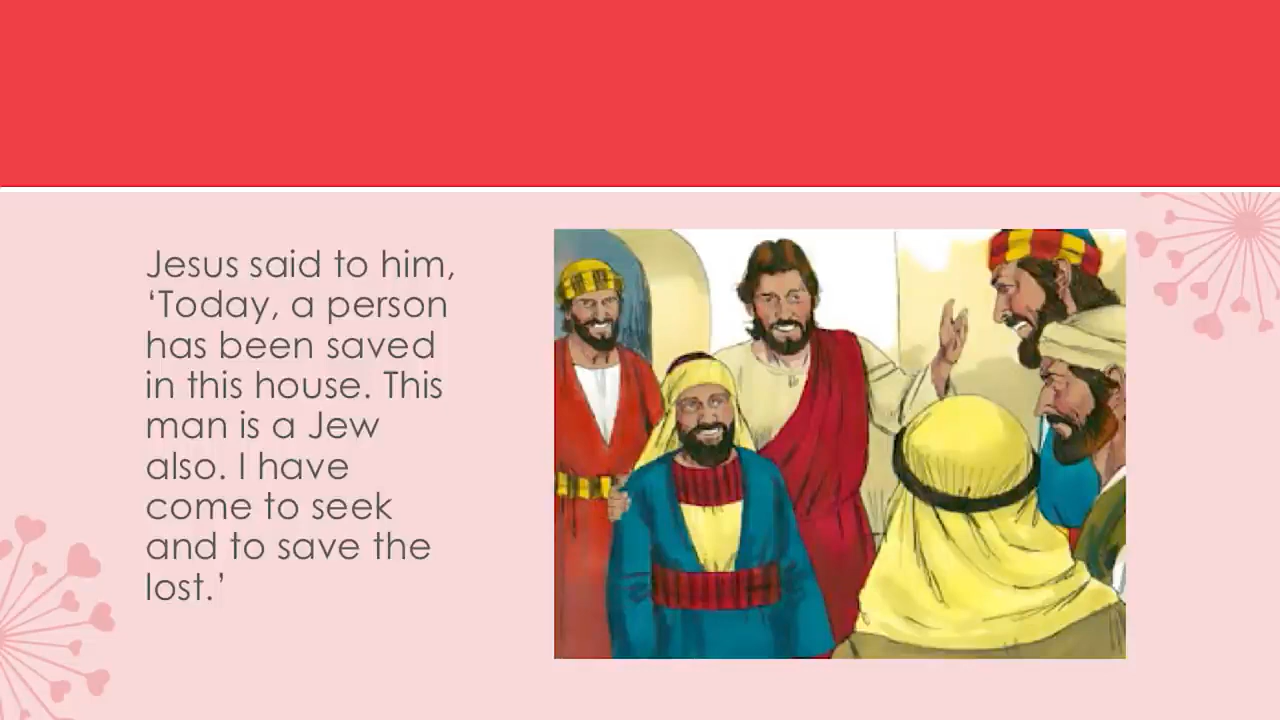 Jesus said to him,
‘Today, a person
has been saved
in this house. This
man is a Jew
also. I have
come to seek
and to save the
lost.’